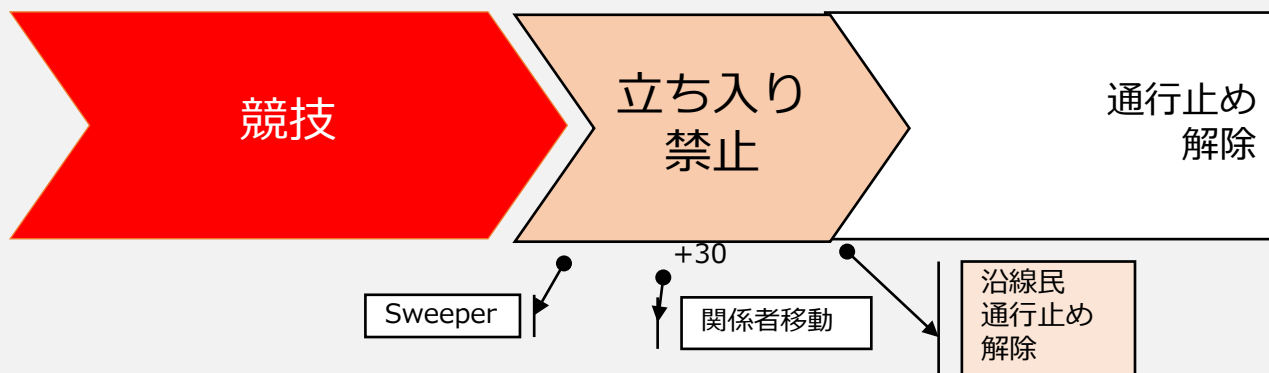 競技
立ち入り
禁止
通行止め
解除
+30
Sweeper
関係者移動
沿線民
通行止め
解除